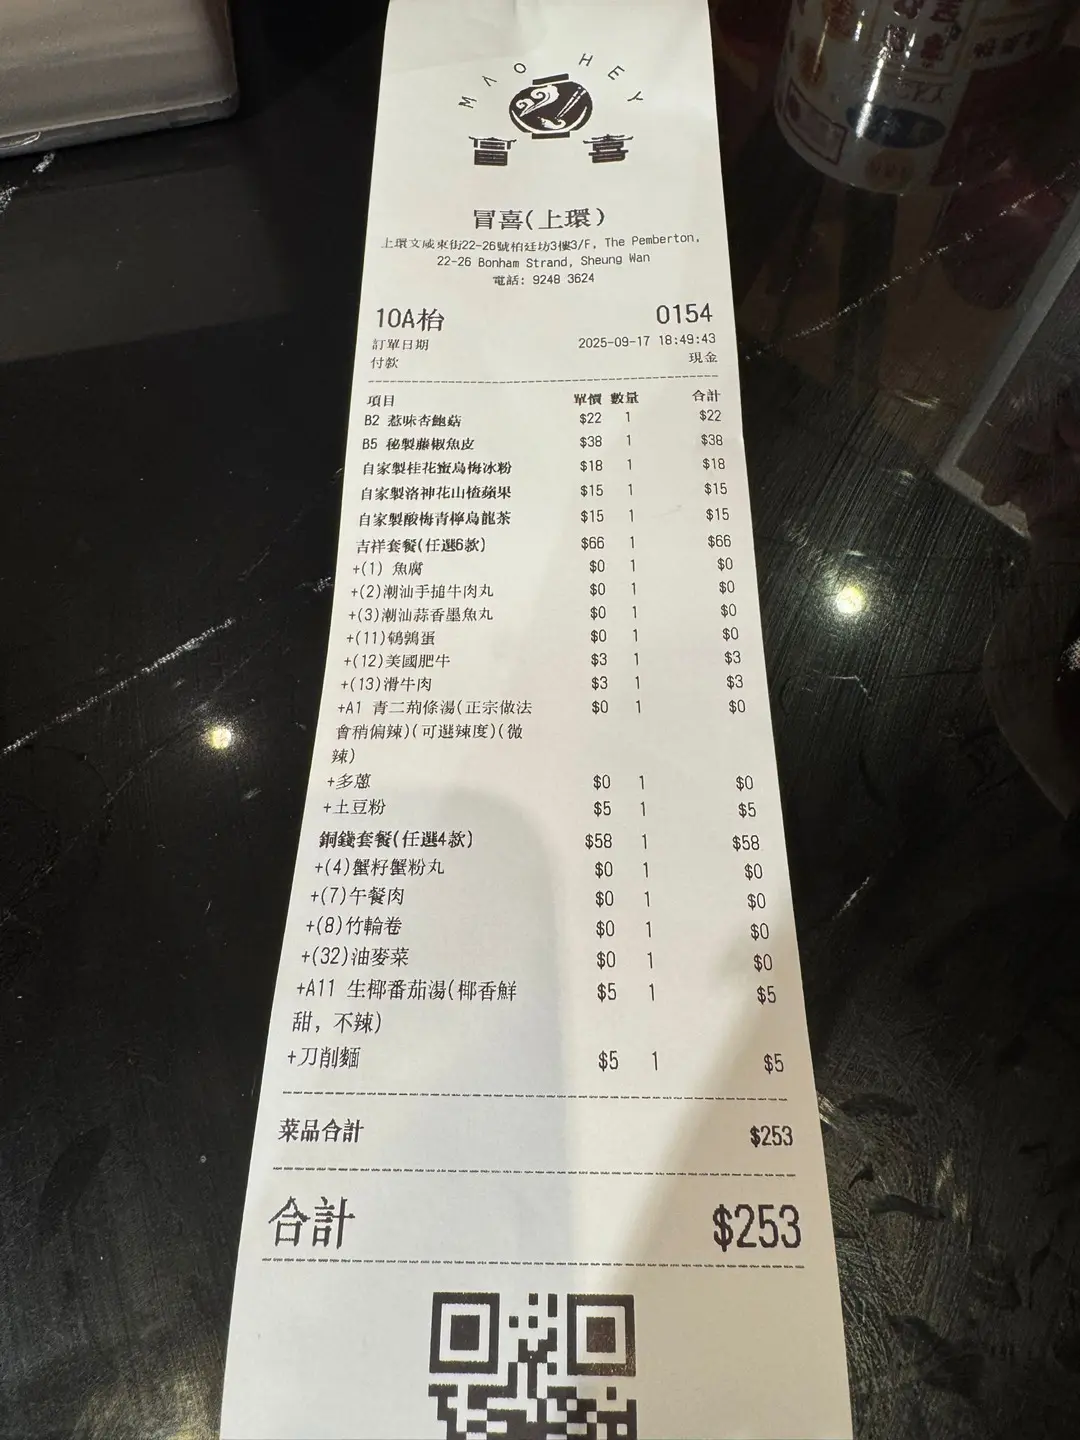 MAO HEY
冒喜
冒喜(上環)
上環文咸東街22-26號柏廷坊3樓3/F, The Pemberton,
22-26 Bonham Strand, Sheung Wan
電話: 9248 3624
10A枱 0154
訂單日期 2025-09-17 18:49:43
付款 現金
項目 單價 數量 合計
B2 惹味杏鮑菇 $22 1 $22
B5 秘製藤椒魚皮 $38 1 $38
自家製桂花蜜烏梅冰粉 $18 1 $18
自家製洛神花山楂蘋果 $15 1 $15
自家製酸梅青檸烏龍茶 $15 1 $15
吉祥套餐(任選6款) $66 1 $66
+(1) 魚腐 $0 1 $0
+(2)潮汕手搥牛肉丸 $0 1 $0
+(3)潮汕蒜香墨魚丸 $0 1 $0
+(11)鵪鶉蛋 $0 1 $0
+(12)美國肥牛 $3 1 $3
+(13)滑牛肉 $3 1 $3
+A1 青二荊條湯(正宗做法 $0 1 $0
會稍偏辣)(可選辣度)(微
辣)
+多蔥 $0 1 $0
+土豆粉 $5 1 $5
銅錢套餐(任選4款) $58 1 $58
+(4)蟹籽蟹粉丸 $0 1 $0
+(7)午餐肉 $0 1 $0
+(8)竹輪卷 $0 1 $0
+(32)油麥菜 $0 1 $0
+A11 生椰番茄湯(椰香鮮 $5 1 $5
甜, 不辣)
+刀削麵 $5 1 $5
菜品合計 $253
合計 $253